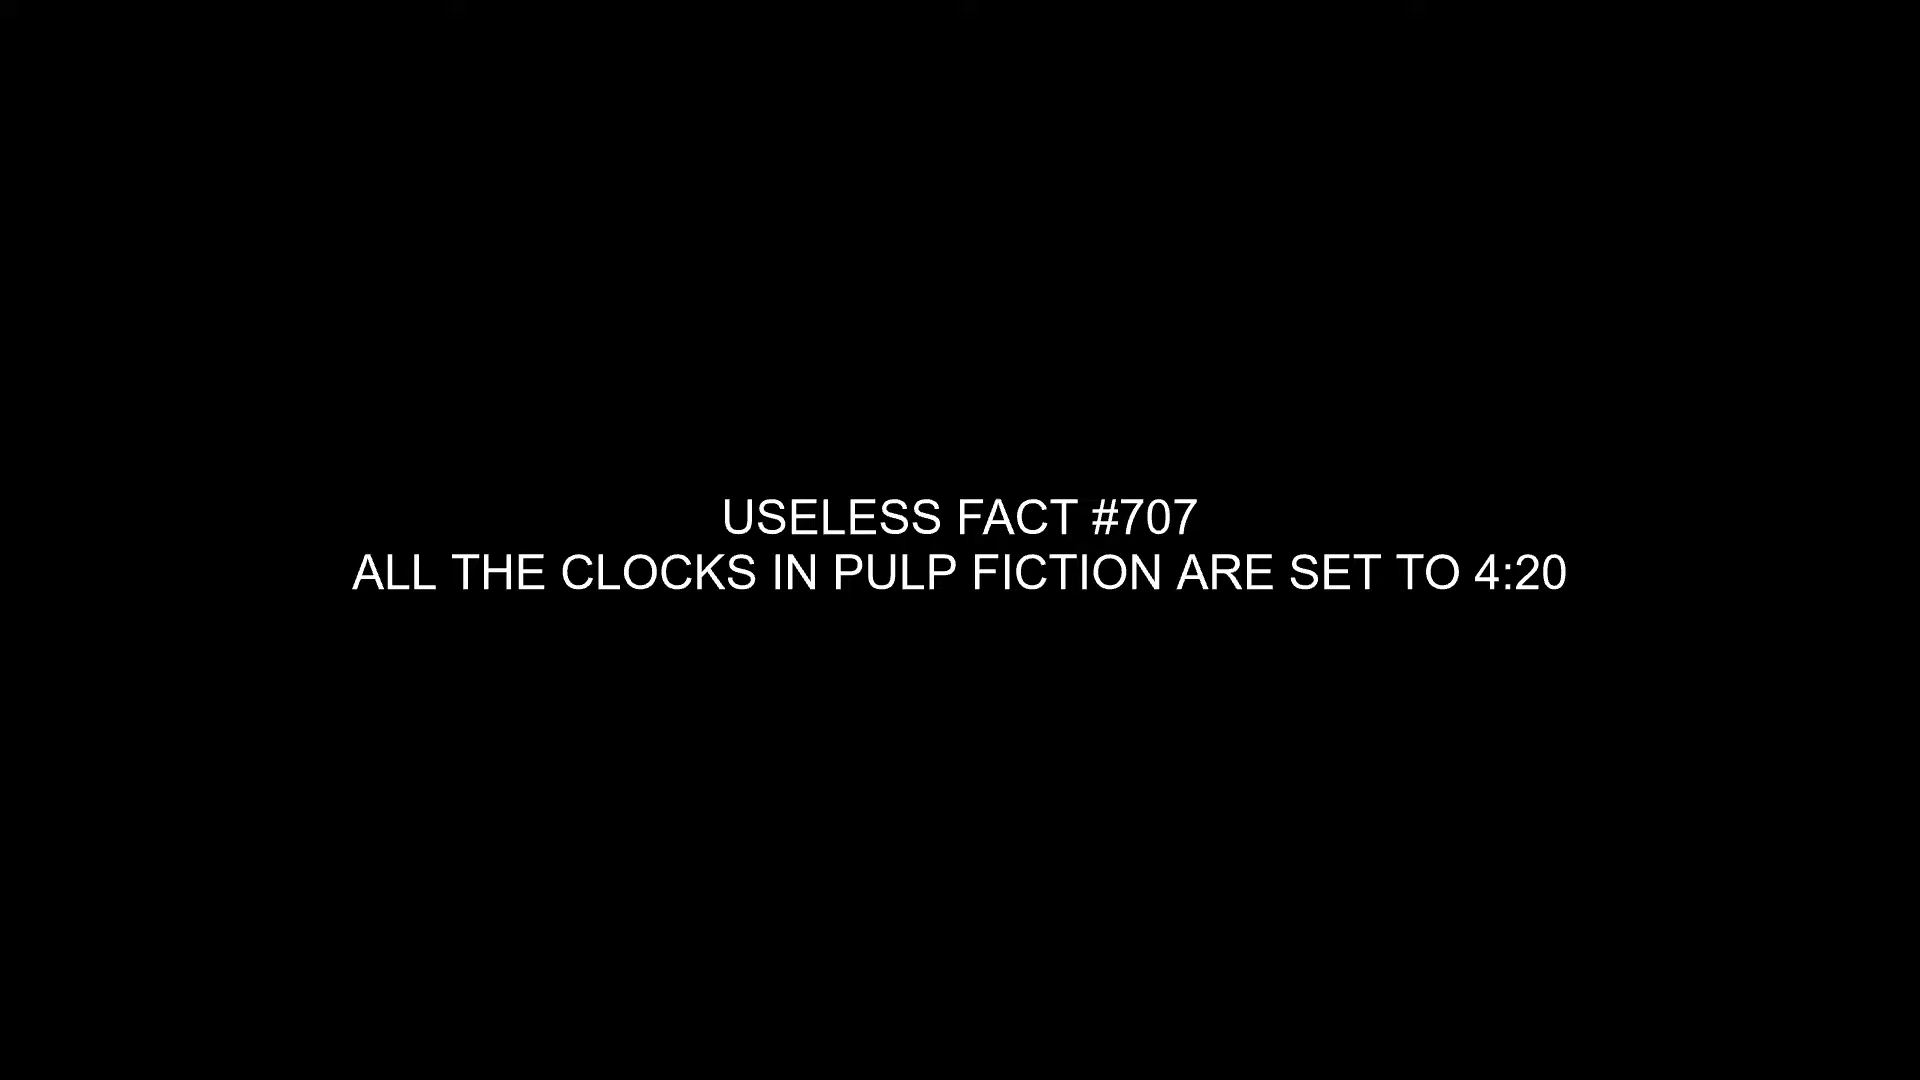 USELESS FACT #707
ALL THE CLOCKS IN PULP FICTION ARE SET TO 4:20